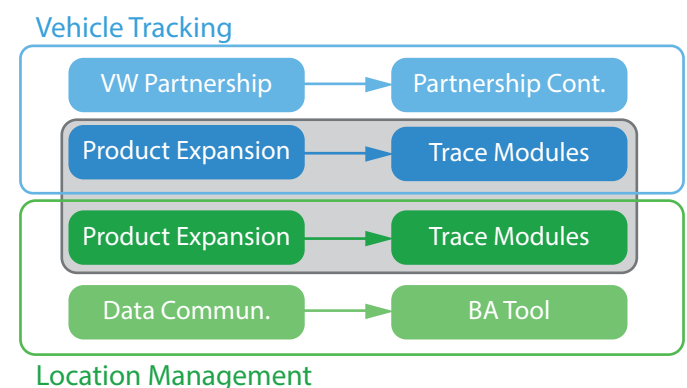 Vehicle Tracking
VW Partnership
Partnership Cont.
Product Expansion
Trace Modules
Product Expansion
Trace Modules
Data Commun.
BA Tool
Location Management